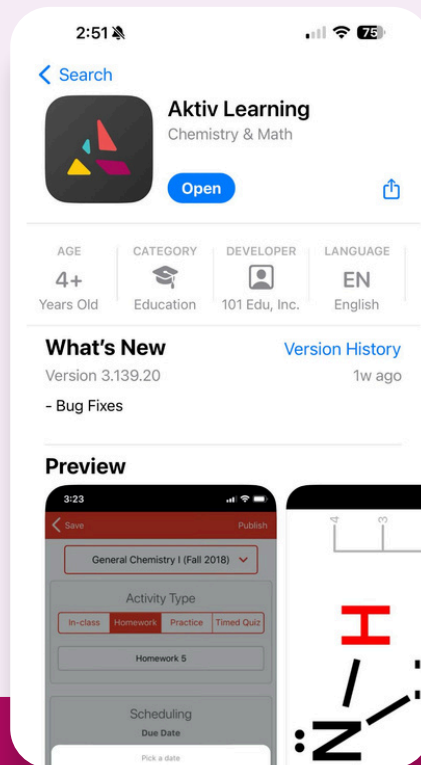 2:51
75
Search
Aktiv Learning
Chemistry & Math
Open
AGE
4+
Years Old
CATEGORY
Education
DEVELOPER
101 Edu, Inc.
LANGUAGE
EN
English
What's New
Version History
Version 3.139.20
1w ago
- Bug Fixes
Preview
3:23
Save
Publish
General Chemistry I (Fall 2018)
Activity Type
In-class Homework Practice Timed Quiz
Homework 5
Scheduling
Due Date
Pick a date
4
3
H
:N